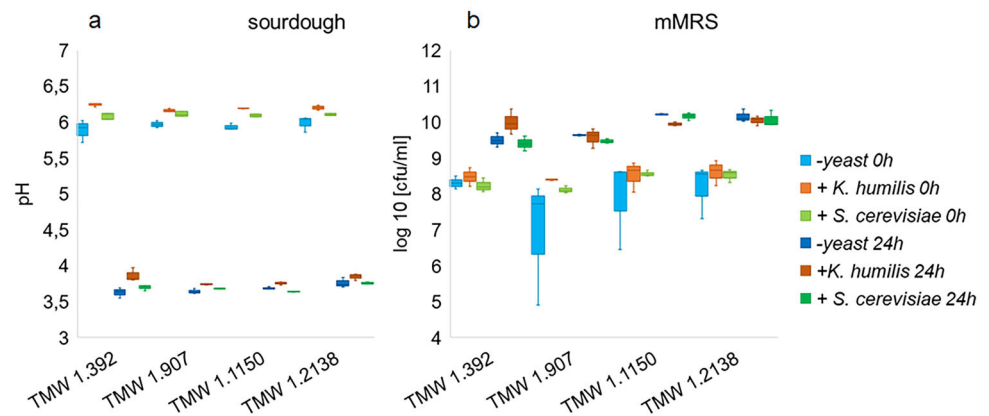 a
sourdough
b
mMRS
7
6,5
6
5,5
5
4,5
4
3,5
3
pH
TMW 1.392
TMW 1.907
TMW 1.1150
TMW 1.2138
12
11
10
9
8
7
6
5
4
log 10 [cfu/ml]
TMW 1.392
TMW 1.907
TMW 1.1150
TMW 1.2138
-yeast 0h
+ K. humilis 0h
+ S. cerevisiae 0h
-yeast 24h
+K. humilis 24h
+ S. cerevisiae 24h